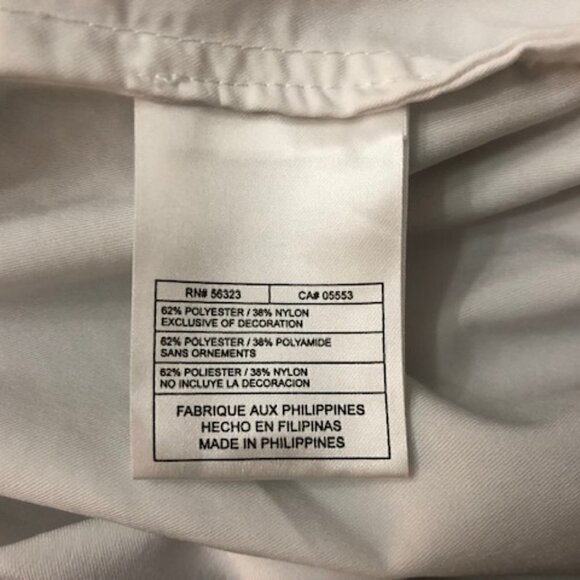 RN# 56323 CA# 05553
62% POLYESTER / 38% NYLON
EXCLUSIVE OF DECORATION
62% POLYESTER / 38% POLYAMIDE
SANS ORNEMENTS
62% POLIESTER / 38% NYLON
NO INCLUYE LA DECORACION
FABRIQUE AUX PHILIPPINES
HECHO EN FILIPINAS
MADE IN PHILIPPINES